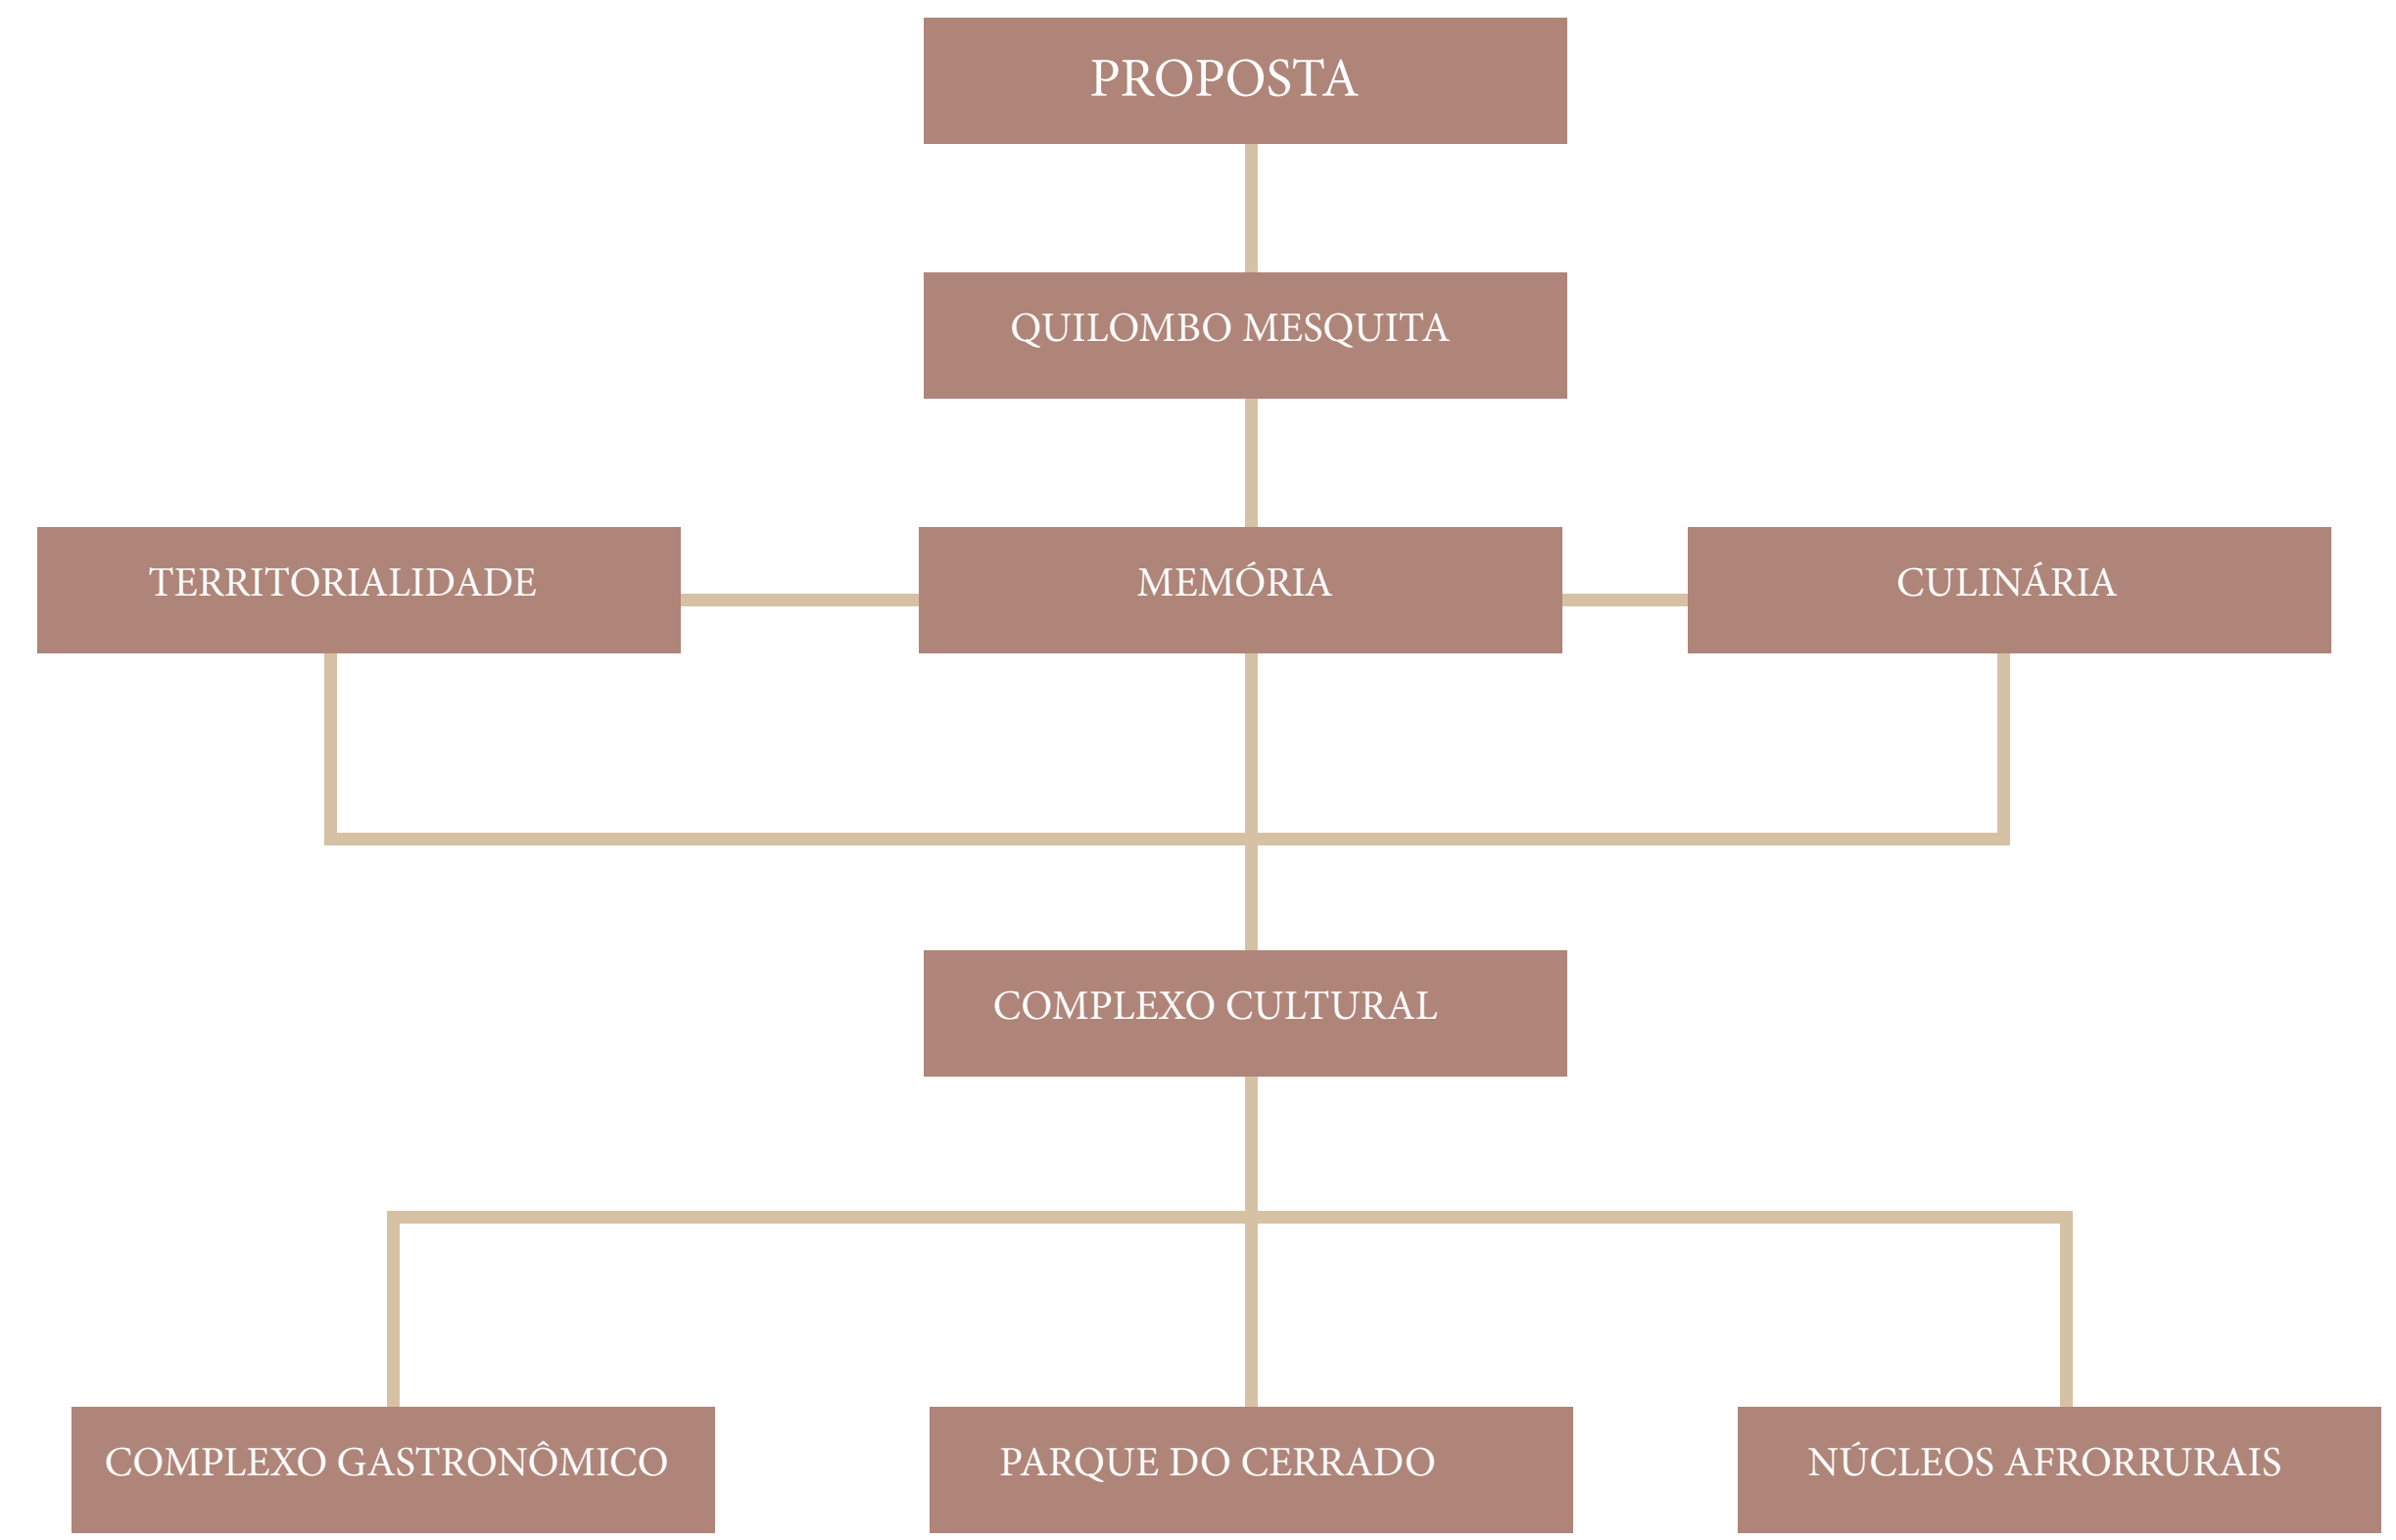 PROPOSTA
QUILOMBO MESQUITA
TERRITORIALIDADE
MEMÓRIA
CULINÁRIA
COMPLEXO CULTURAL
COMPLEXO GASTRONÔMICO
PARQUE DO CERRADO
NÚCLEOS AFRORRURAIS